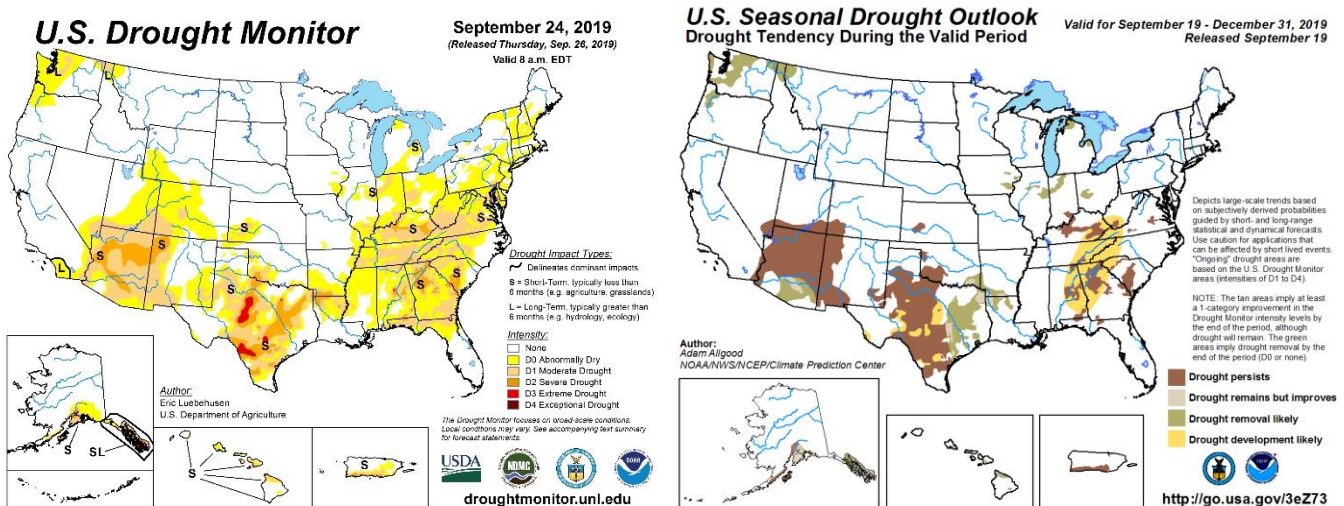 U.S. Drought Monitor
September 24, 2019
(Released Thursday, Sep. 26, 2019)
Valid 8 a.m. EDT
L
L
L
S
S
S
S
S
S
S
S
S
S
Drought Impact Types:
Delineates dominant impacts
S = Short-Term, typically less than
6 months (e.g. agriculture, grasslands)
L = Long-Term, typically greater than
6 months (e.g. hydrology, ecology)
Intensity:
None
D0 Abnormally Dry
D1 Moderate Drought
D2 Severe Drought
D3 Extreme Drought
D4 Exceptional Drought
Author:
Eric Luebehusen
U.S. Department of Agriculture
S
SL
S
S
The Drought Monitor focuses on broad-scale conditions.
Local conditions may vary. See accompanying text summary
for forecast statements.
USDA
NDMC
NOAA
droughtmonitor.unl.edu
U.S. Seasonal Drought Outlook
Drought Tendency During the Valid Period
Valid for September 19 - December 31, 2019
Released September 19
Depicts large-scale trends based
on subjectively derived probabilities
guided by short- and long-range
statistical and dynamical forecasts.
Use caution for applications that
can be affected by short lived events.
"Ongoing" drought areas are
based on the U.S. Drought Monitor
areas (intensities of D1 to D4).
NOTE: The tan areas imply at least
a 1-category improvement in
the Drought Monitor intensity levels by
the end of the period, although
drought will remain. The green
areas imply drought removal by the
end of the period (D0 or none).
Author:
Adam Allgood
NOAA/NWS/NCEP/Climate Prediction Center
Drought persists
Drought remains but improves
Drought removal likely
Drought development likely
http://go.usa.gov/3eZ73